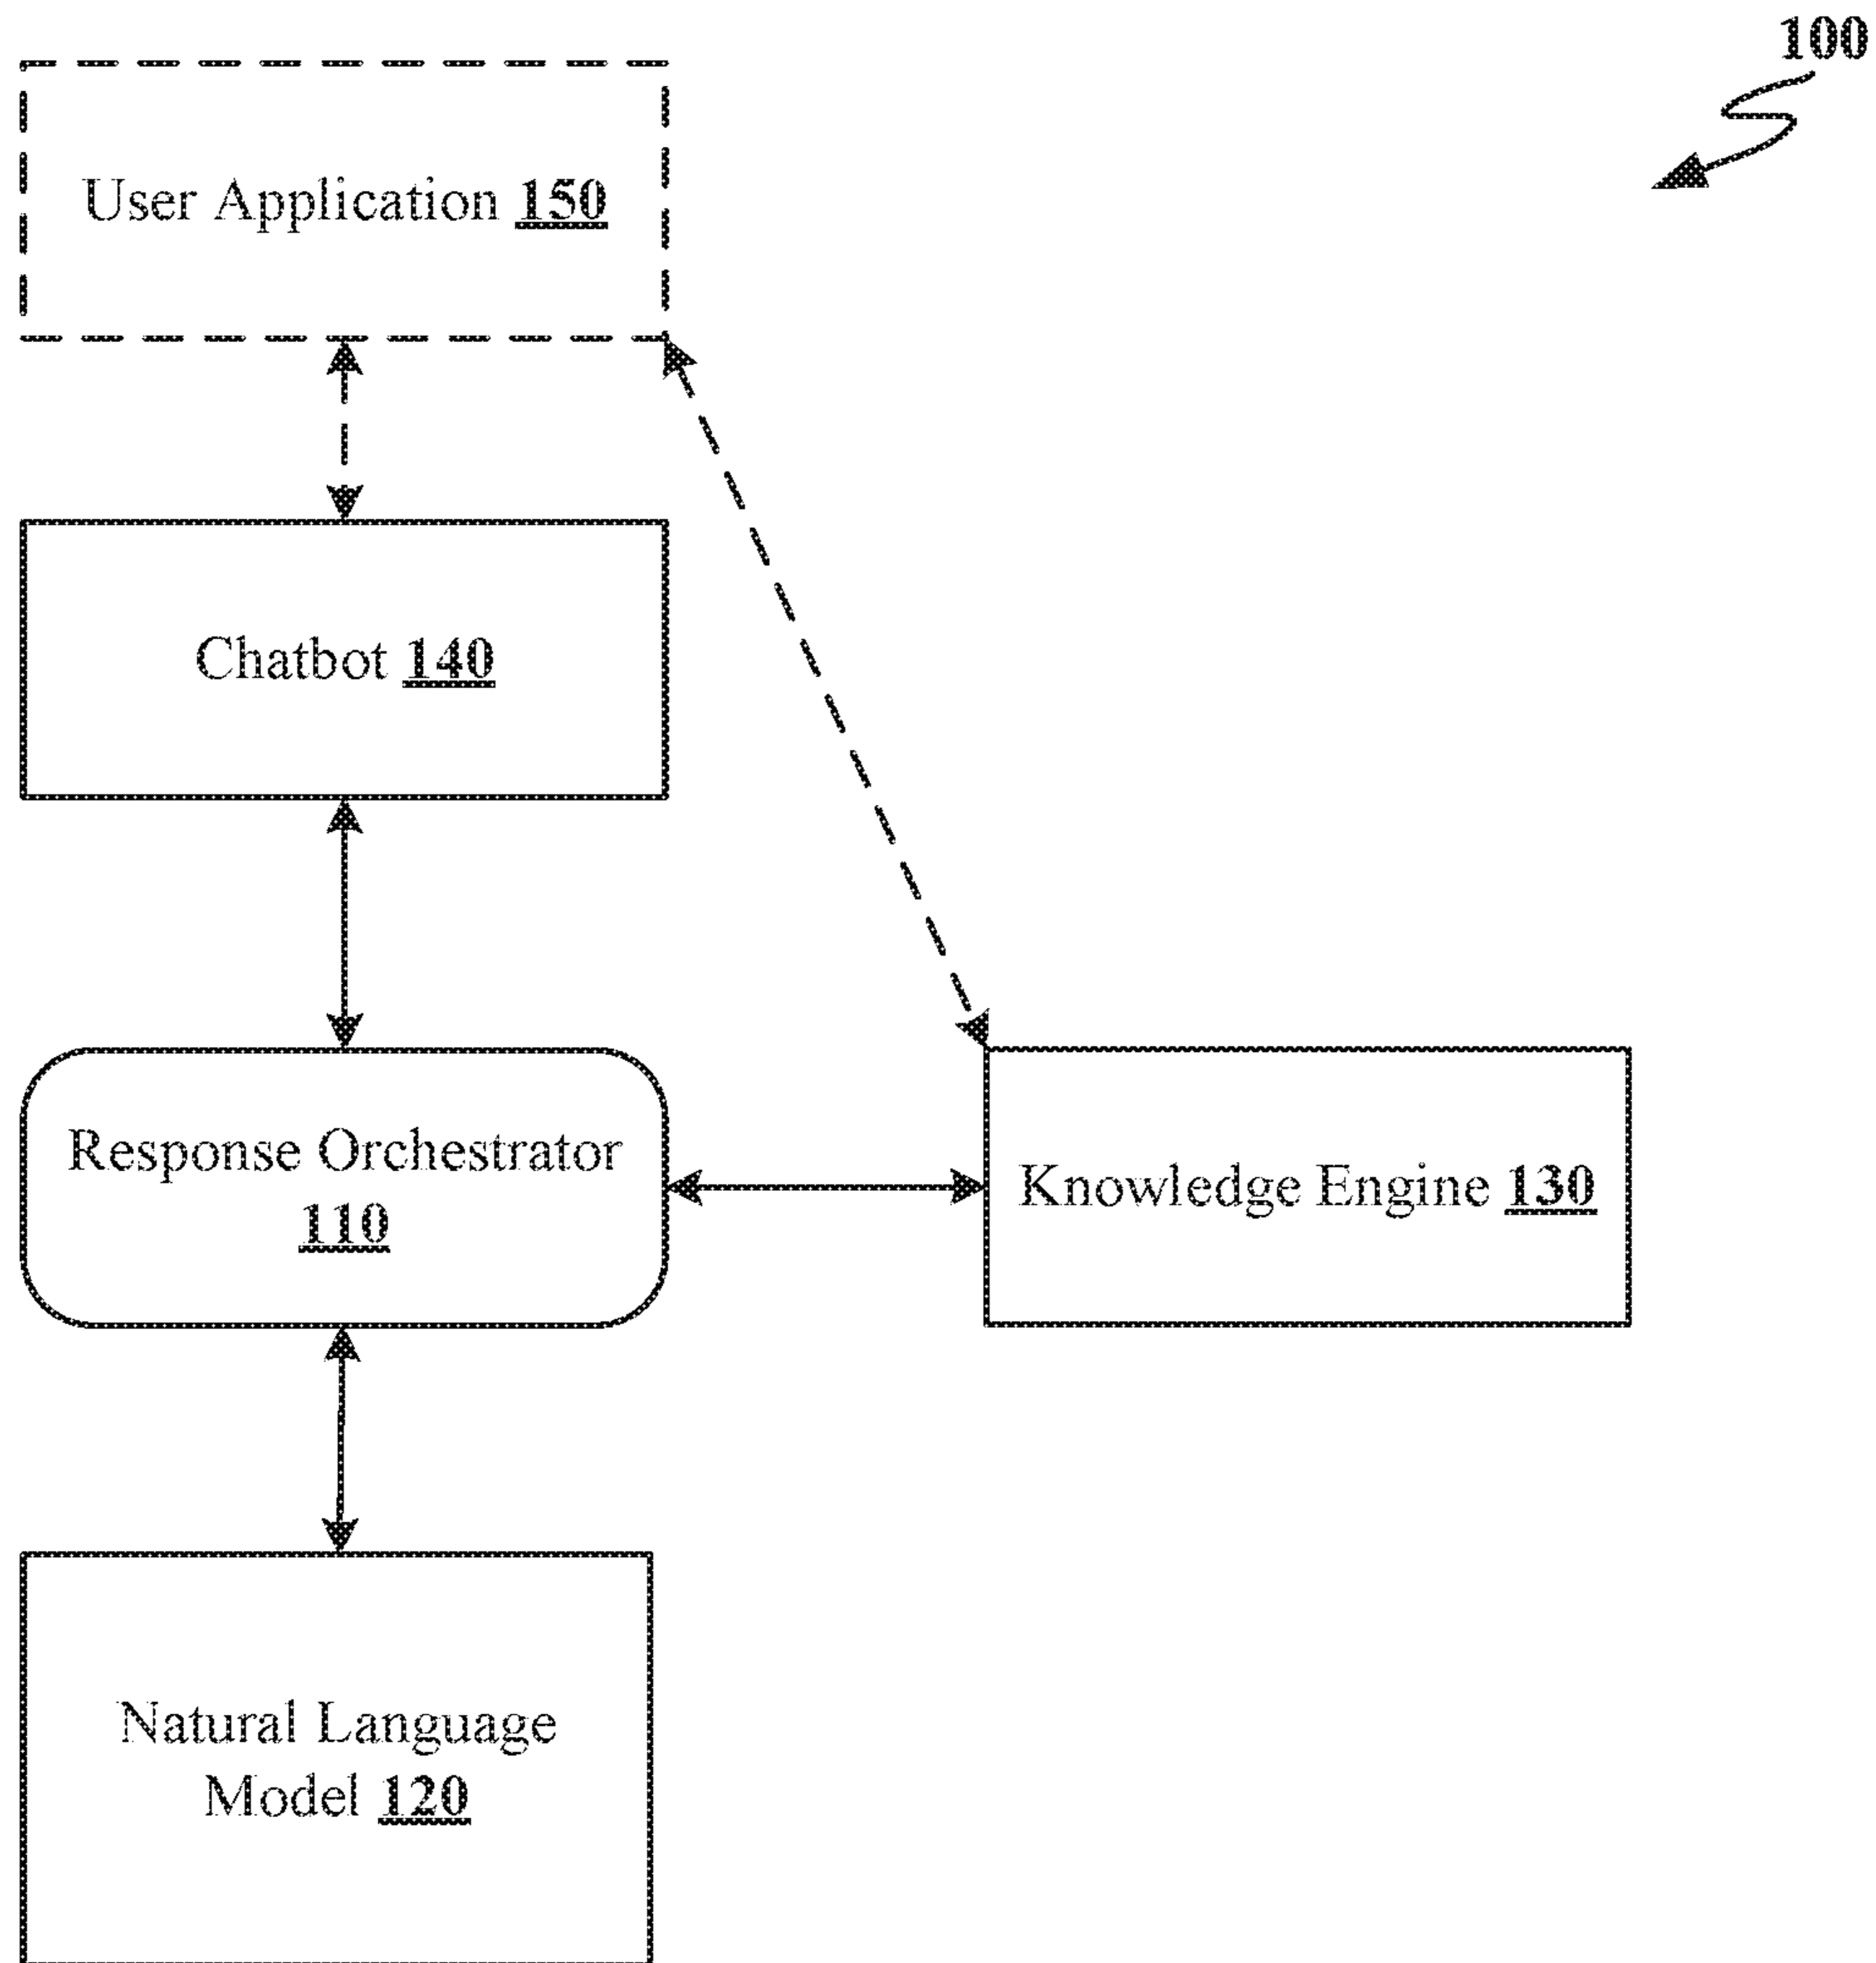 100
User Application 150
Chatbot 140
Response Orchestrator
110
Knowledge Engine 130
Natural Language
Model 120